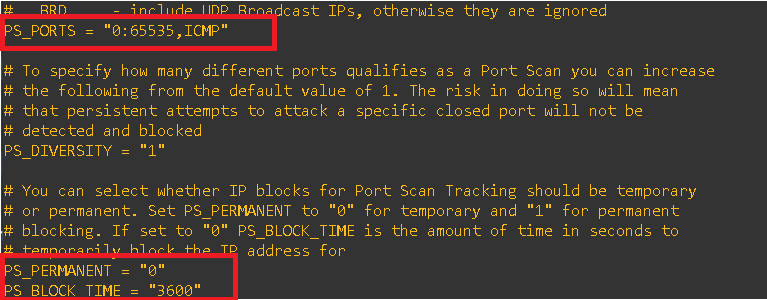 #   BRD    - include UDP Broadcast IPs, otherwise they are ignored
PS_PORTS = "0:65535,ICMP"
# To specify how many different ports qualifies as a Port Scan you can increase
# the following from the default value of 1. The risk in doing so will mean
# that persistent attempts to attack a specific closed port will not be
# detected and blocked
PS_DIVERSITY = "1"
# You can select whether IP blocks for Port Scan Tracking should be temporary
# or permanent. Set PS_PERMANENT to "0" for temporary and "1" for permanent
# blocking. If set to "0" PS_BLOCK_TIME is the amount of time in seconds to
# temporarily block the IP address for
PS_PERMANENT = "0"
PS_BLOCK_TIME = "3600"